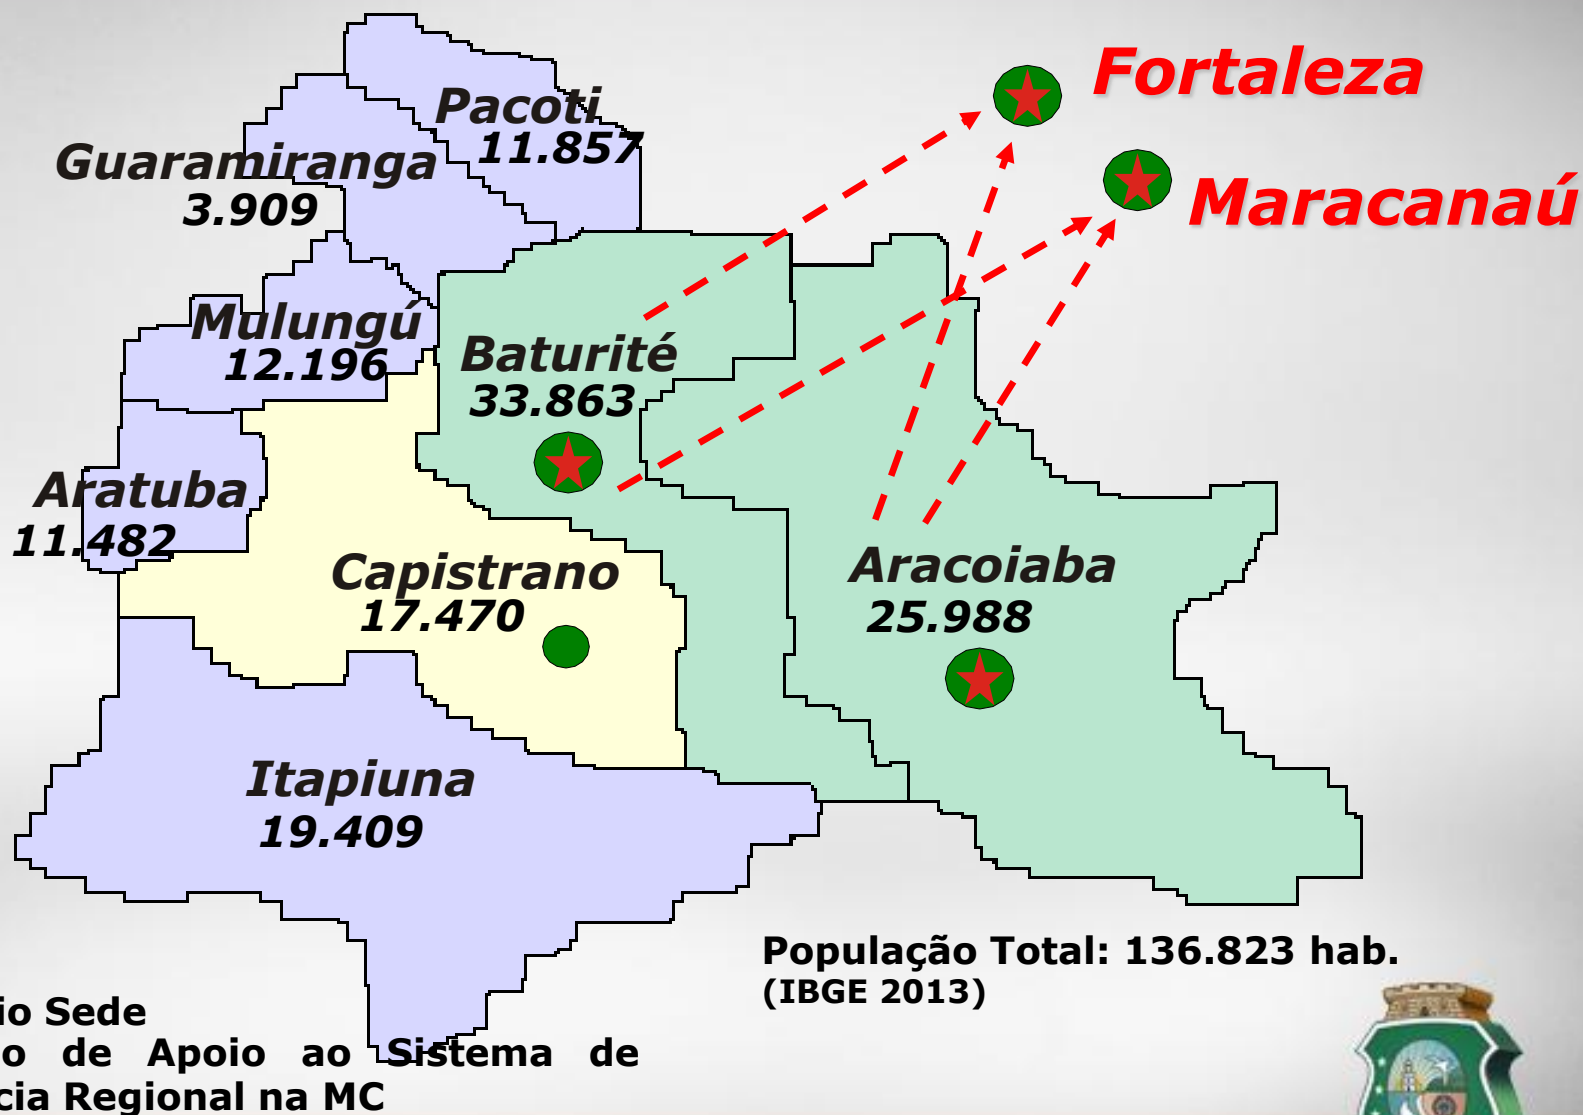 Fortaleza
Pacoti
11.857
Guaramiranga
3.909
Maracanaú
Mulungú
12.196
Baturité
33.863
Aratuba
11.482
Capistrano
17.470
Aracoiaba
25.988
Itapiuna
19.409
População Total: 136.823 hab.
(IBGE 2013)
Sede
de Apoio ao Sistema de
Regional na MC